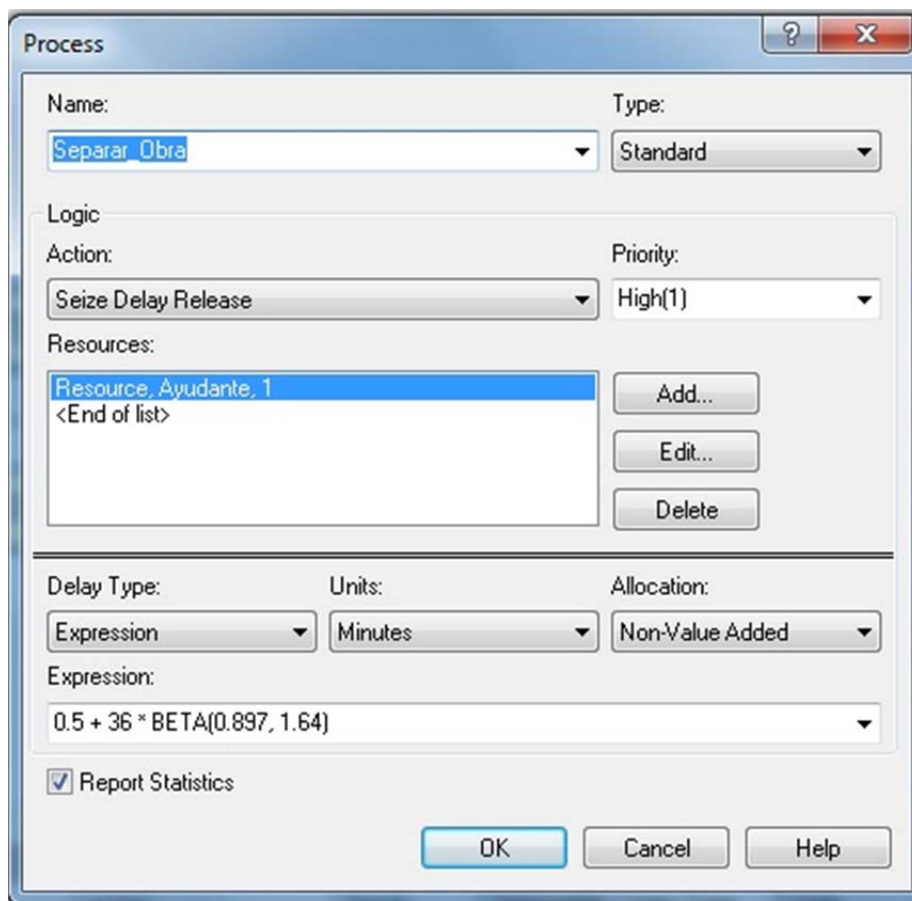 Process
Name:
Type:
Separar_Obra
Standard
Logic
Action:
Priority:
Seize Delay Release
High(1)
Resources:
Resource, Ayudante, 1
<End of list>
Add...
Edit...
Delete
Delay Type:
Units:
Allocation:
Expression
Minutes
Non-Value Added
Expression:
0.5 + 36 * BETA(0.897, 1.64)
Report Statistics
OK
Cancel
Help